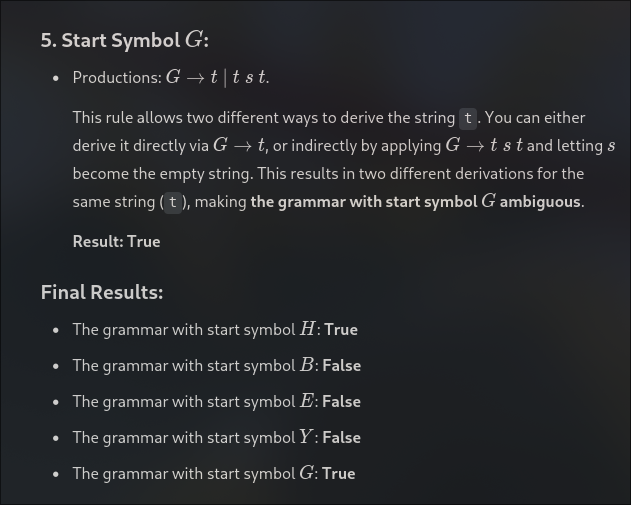 5. Start Symbol G:
• Productions: G → t | t s t.
This rule allows two different ways to derive the string t. You can either
derive it directly via G → t, or indirectly by applying G → t s t and letting s
become the empty string. This results in two different derivations for the
same string (t), making the grammar with start symbol G ambiguous.
Result: True
Final Results:
• The grammar with start symbol H: True
• The grammar with start symbol B: False
• The grammar with start symbol E: False
• The grammar with start symbol Y: False
• The grammar with start symbol G: True